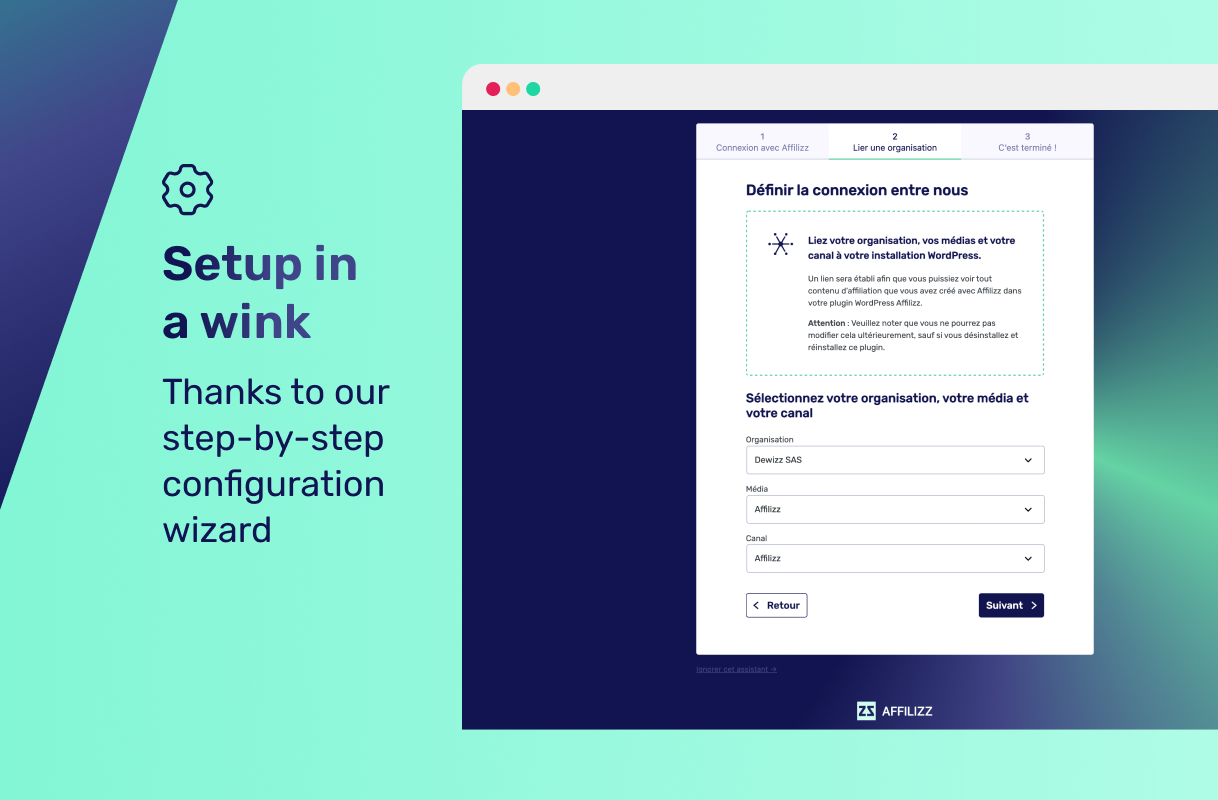 Setup in
a wink
Thanks to our
step-by-step
configuration
wizard
1
Connexion avec Affilizz
2
Lier une organisation
3
C'est terminé !
Définir la connexion entre nous
Liez votre organisation, vos médias et votre
canal à votre installation WordPress.
Un lien sera établi afin que vous puissiez voir tout
contenu d'affiliation que vous avez créé avec Affilizz dans
votre plugin WordPress Affilizz.
Attention : Veuillez noter que vous ne pourrez pas
modifier cela ultérieurement, sauf si vous désinstallez et
réinstallez ce plugin.
Sélectionnez votre organisation, votre média et
votre canal
Organisation
Dewizz SAS
Média
Affilizz
Canal
Affilizz
Retour
Suivant
Ignorer cet assistant →
AFFILIZZ